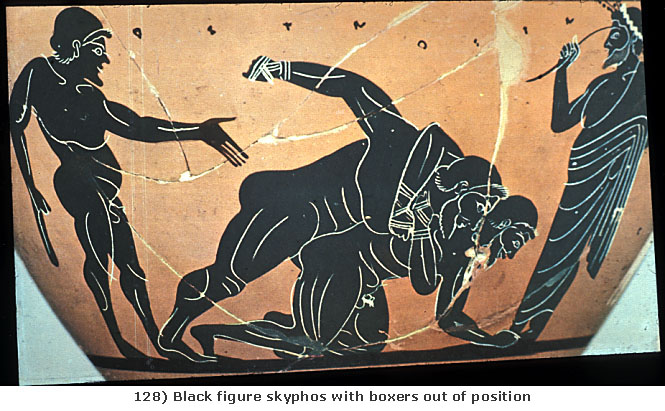 128) Black figure skyphos with boxers out of position